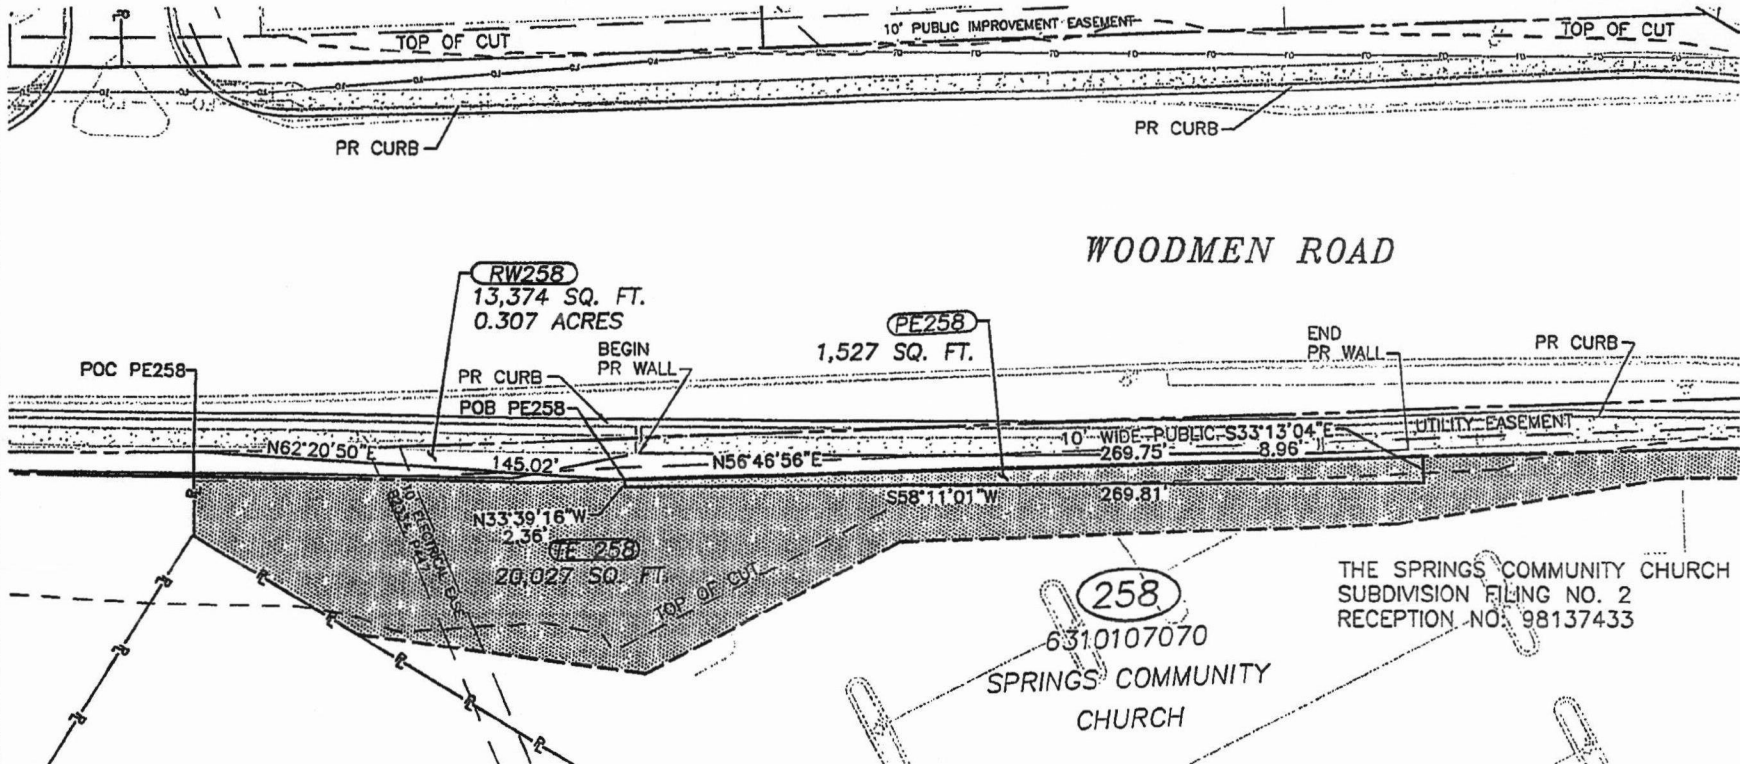 TOP OF CUT
10' PUBLIC IMPROVEMENT EASEMENT
TOP OF CUT
PR CURB
PR CURB
WOODMEN ROAD
RW258
13,374 SQ. FT.
0.307 ACRES
PE258
1,527 SQ. FT.
BEGIN
PR WALL
END
PR WALL
PR CURB
POC PE258
PR CURB
POB PE258
N62°20'50"E
145.02'
N56°46'56"E
10' WIDE PUBLIC
S33°13'04"E
UTILITY EASEMENT
269.75'
8.96'
S58°11'01"W
269.81'
N33°39'16"W
2.36'
TE 258
20,027 SQ. FT.
TOP OF CUT
258
6310107070
SPRINGS COMMUNITY
CHURCH
THE SPRINGS COMMUNITY CHURCH
SUBDIVISION FILING NO. 2
RECEPTION NO. 98137433